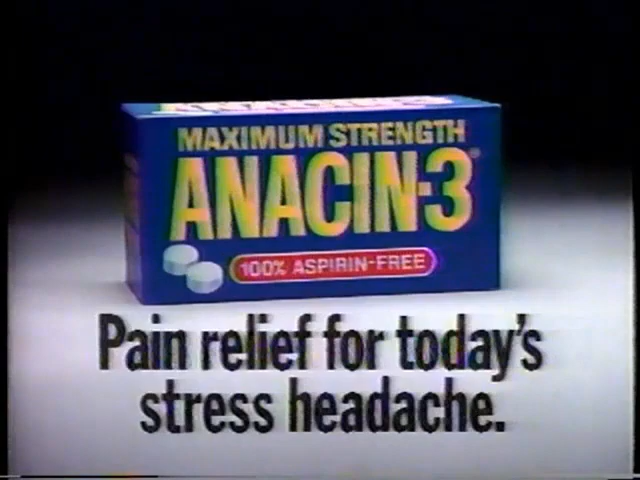 MAXIMUM STRENGTH
ANACIN-3®
100% ASPIRIN-FREE
Pain relief for today's
stress headache.